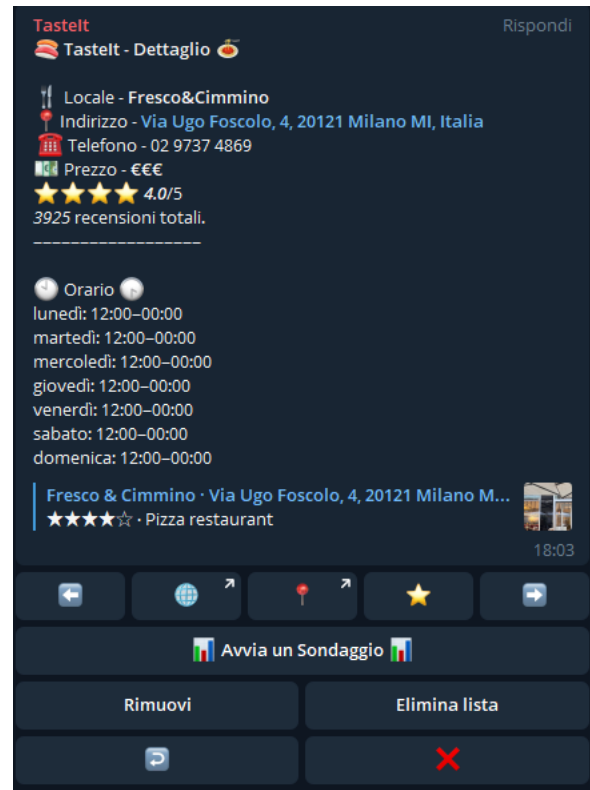 TasteIt
Rispondi
TasteIt - Dettaglio
Locale - Fresco&Cimmino
Indirizzo - Via Ugo Foscolo, 4, 20121 Milano MI, Italia
Telefono - 02 9737 4869
Prezzo - €€€
4.0/5
3925 recensioni totali.
––––––––––––––––––
Orario
lunedì: 12:00–00:00
martedì: 12:00–00:00
mercoledì: 12:00–00:00
giovedì: 12:00–00:00
venerdì: 12:00–00:00
sabato: 12:00–00:00
domenica: 12:00–00:00
Fresco & Cimmino · Via Ugo Foscolo, 4, 20121 Milano M...
★★★★☆ · Pizza restaurant
18:03
Avvia un Sondaggio
Rimuovi
Elimina lista